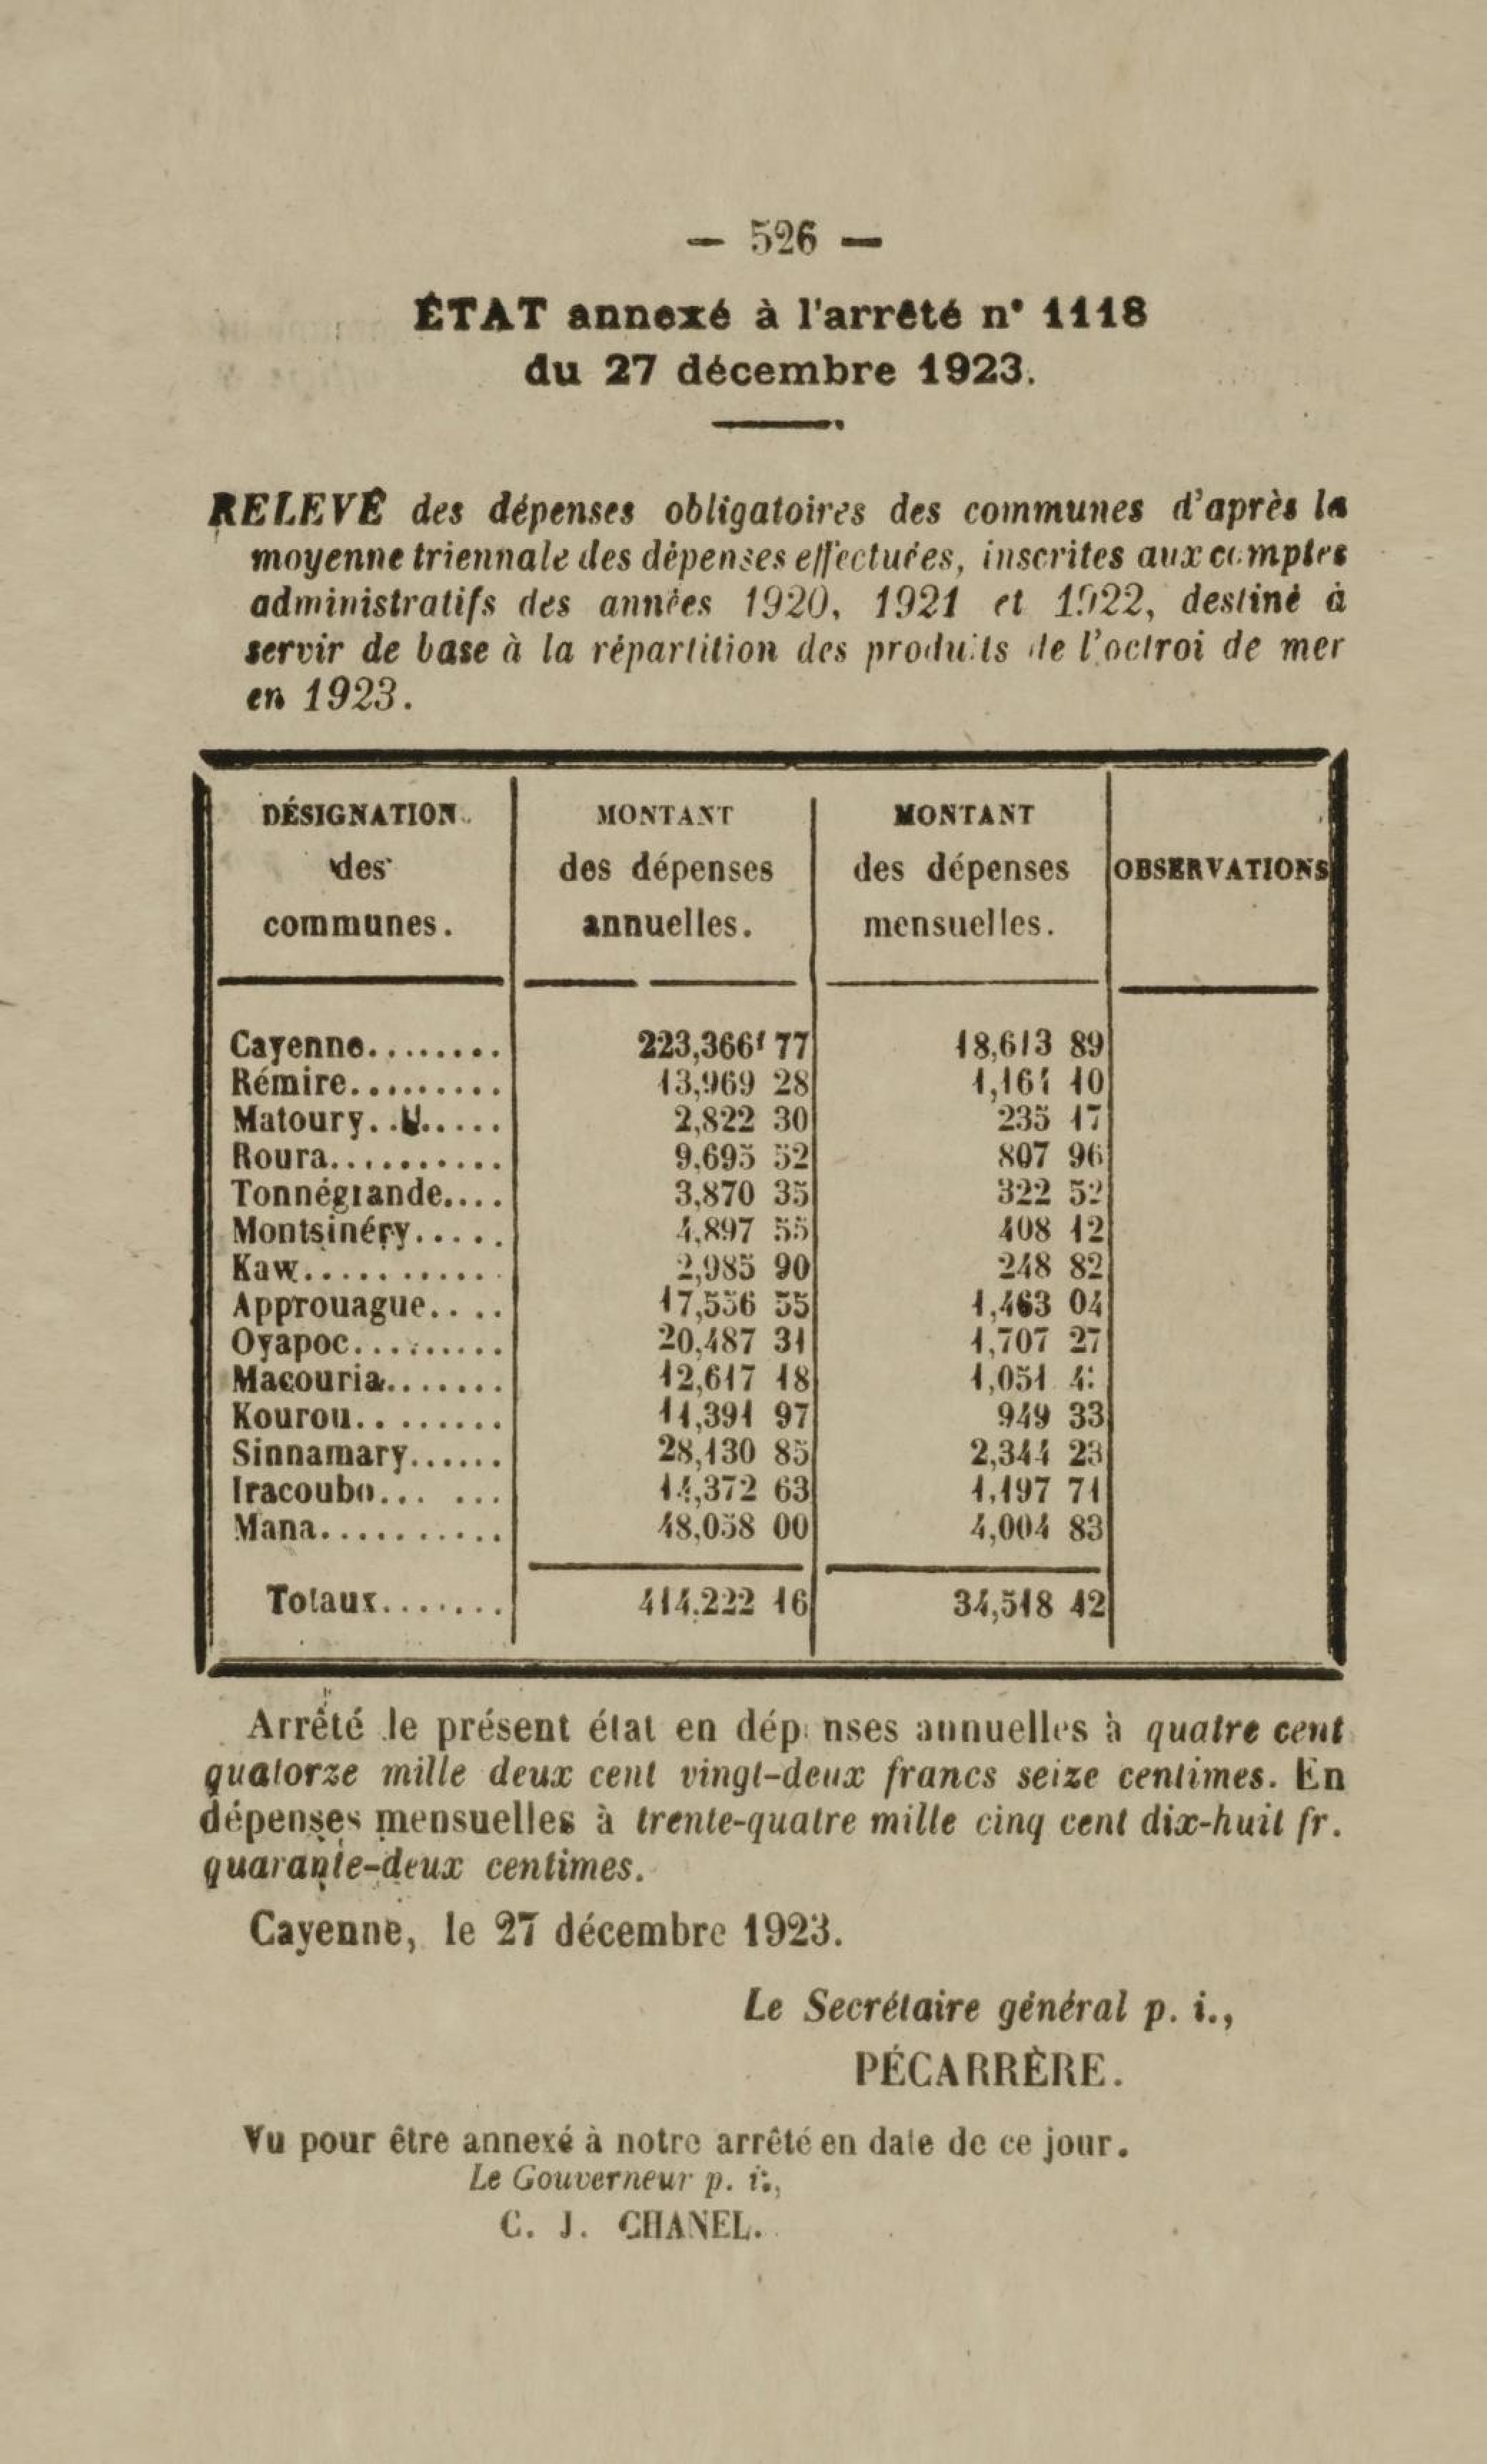 — 526 —
ÉTAT annexé à l'arrêté n° 1118
du 27 décembre 1923.
RELEVÉ des dépenses obligatoires des communes d'après la
moyenne triennale des dépenses effectuées, inscrites aux comptes
administratifs des années 1920, 1921 et 1922, destiné à
servir de base à la répartition des produits de l'octroi de mer
en 1923.
DÉSIGNATION des communes. MONTANT des dépenses annuelles. MONTANT des dépenses mensuelles. OBSERVATIONS
Cayenne........ 223,366f 77 18,613 89
Rémire......... 13,969 28 1,164 10
Matoury....... 2,822 30 235 17
Roura.......... 9,695 52 807 96
Tonnégrande.... 3,870 35 322 52
Montsinéry..... 4,897 55 408 12
Kaw........... 2,985 90 248 82
Approuague.... 17,556 55 1,463 04
Oyapoc......... 20,487 31 1,707 27
Macouria....... 12,617 18 1,051
Kourou........ 11,391 97 949 33
Sinnamary...... 28,130 85 2,344 23
Iracoubo... ... 14,372 63 1,197 71
Mana.......... 48,058 00 4,004 83
Totaux....... 414.222 16 34,518 42
Arrêté le présent état en dépenses annuelles à quatre cent
quatorze mille deux cent vingt-deux francs seize centimes. En
dépenses mensuelles à trente-quatre mille cinq cent dix-huit fr.
quarante-deux centimes.
Cayenne, le 27 décembre 1923.
Le Secrétaire général p. i.,
PÉCARRÈRE.
Vu pour être annexé à notre arrêté en date de ce jour.
Le Gouverneur p. i.,
C. J. CHANEL.